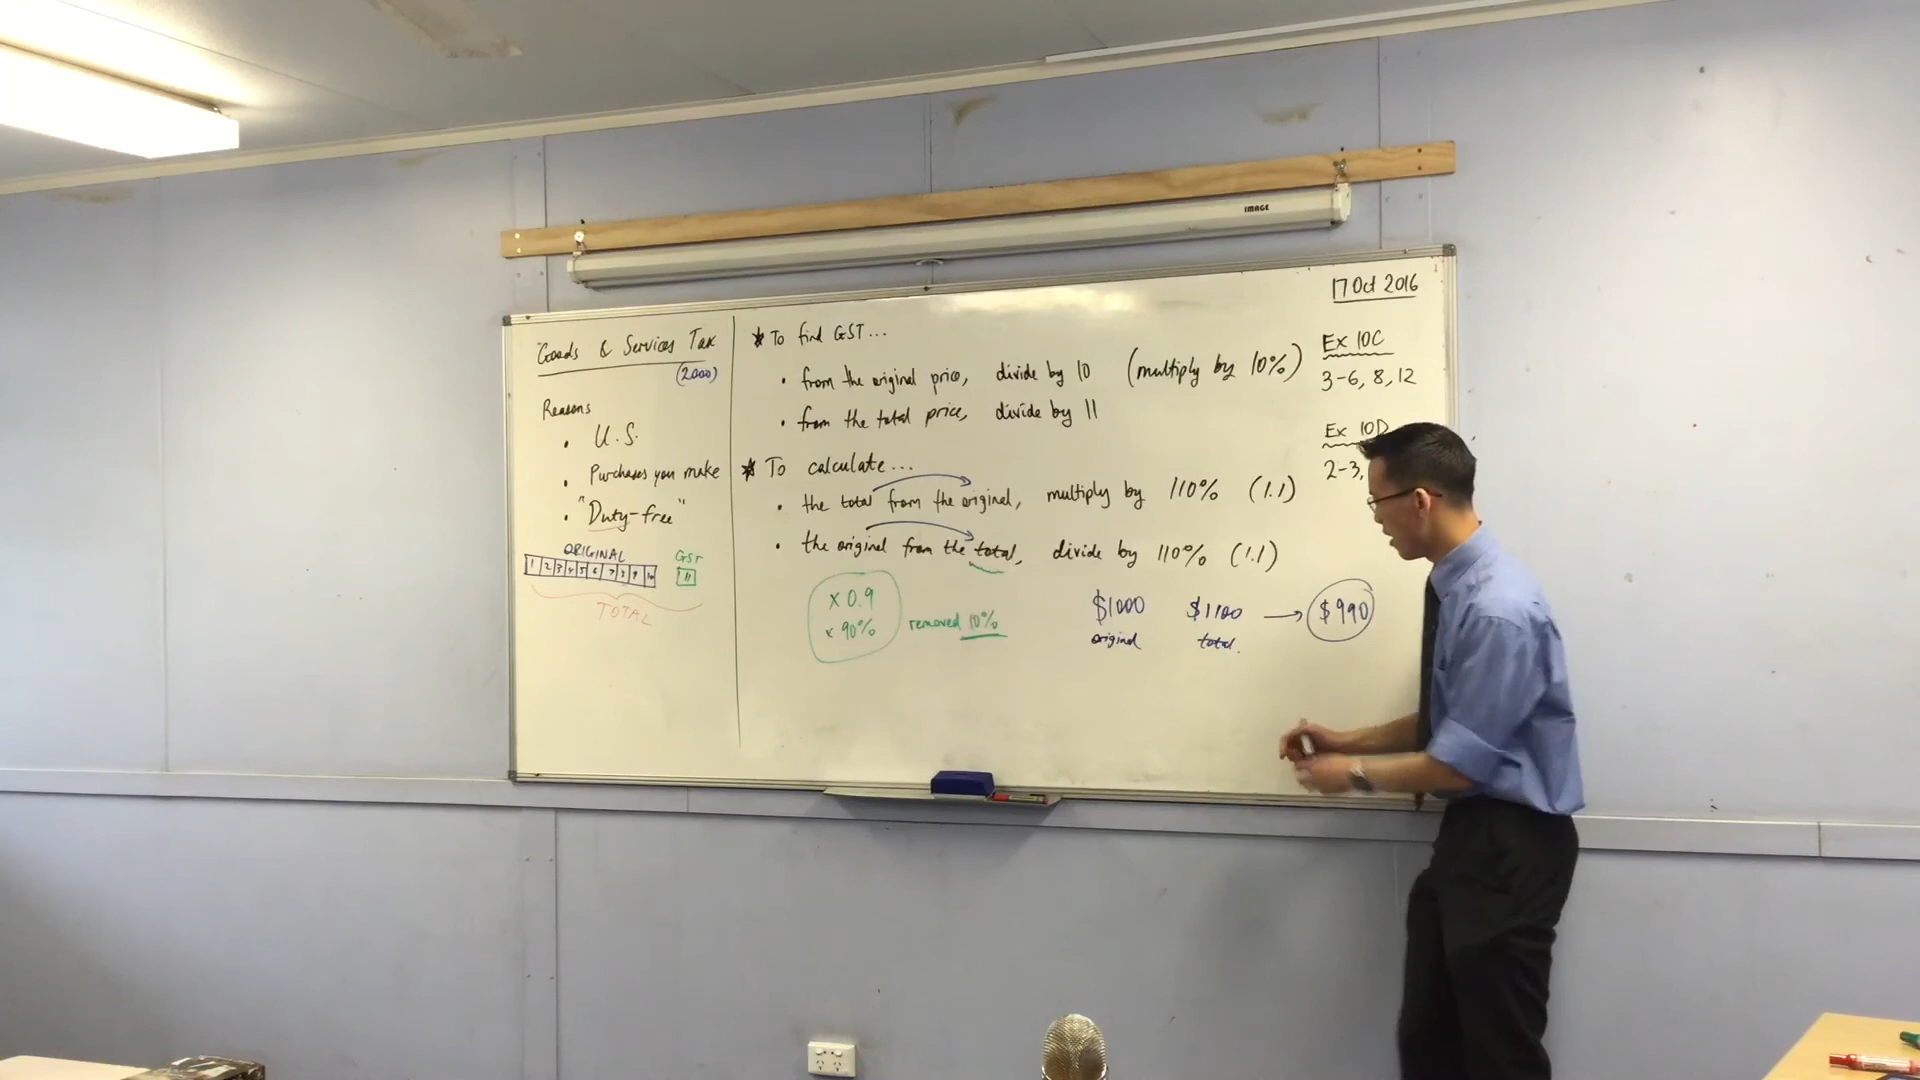 IMAGE
17 Oct 2016
Goods & Services Tax
(2000)
Reasons
• U.S.
• Purchases you make
• "Duty-free"
ORIGINAL
GST
1 2 3 4 5 6 7 8 9 10
11
TOTAL
* To find GST...
• from the original price, divide by 10 (multiply by 10%)
• from the total price, divide by 11
* To calculate...
• the total from the original, multiply by 110% (1.1)
• the original from the total, divide by 110% (1.1)
x 0.9
x 90%
removed 10%
$1000
original
$1100
total.
→ $990
Ex 10C
3-6, 8, 12
Ex 10D
2-3,